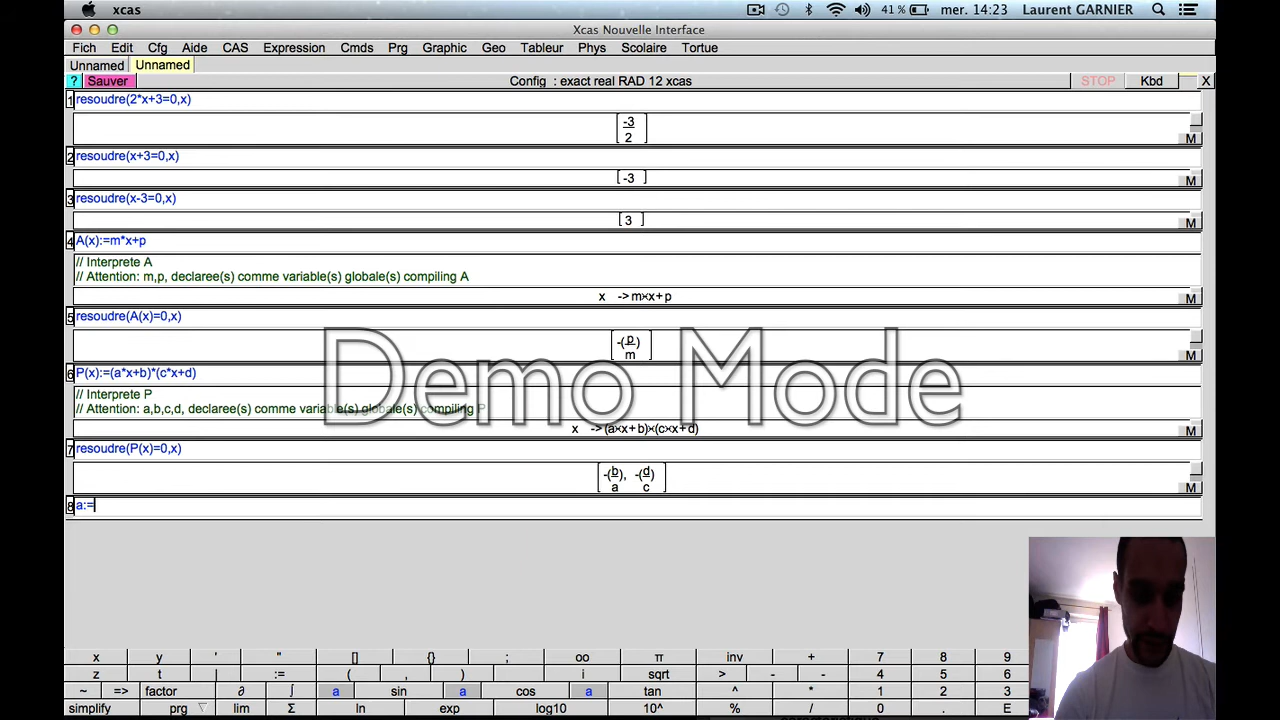 xcas 41% mer. 14:23 Laurent GARNIER
Xcas Nouvelle Interface
Fich Edit Cfg Aide CAS Expression Cmds Prg Graphic Geo Tableur Phys Scolaire Tortue
Unnamed Unnamed
? Sauver Config : exact real RAD 12 xcas STOP Kbd X
1 resoudre(2*x+3=0,x)
[-3/2]
M
2 resoudre(x+3=0,x)
[ -3 ]
M
3 resoudre(x-3=0,x)
[ 3 ]
M
4 A(x):=m*x+p
// Interprete A
// Attention: m,p, declaree(s) comme variable(s) globale(s) compiling A
x ->m×x+p
M
5 resoudre(A(x)=0,x)
[-(p/m)]
M
6 P(x):=(a*x+b)*(c*x+d)
// Interprete P
// Attention: a,b,c,d, declaree(s) comme variable(s) globale(s) compiling P
x ->(a×x+b)×(c×x+d)
M
7 resoudre(P(x)=0,x)
[-(b/a), -(d/c)]
M
8 a:=
Demo Mode
x y ' " [] {} ; oo π inv + 7 8 9
z t | := ( , ) i sqrt > - - 4 5 6
~ => factor ∂ ∫ a sin a cos a tan ^ * 1 2 3
simplify prg lim Σ ln exp log10 10^ % / 0 . E